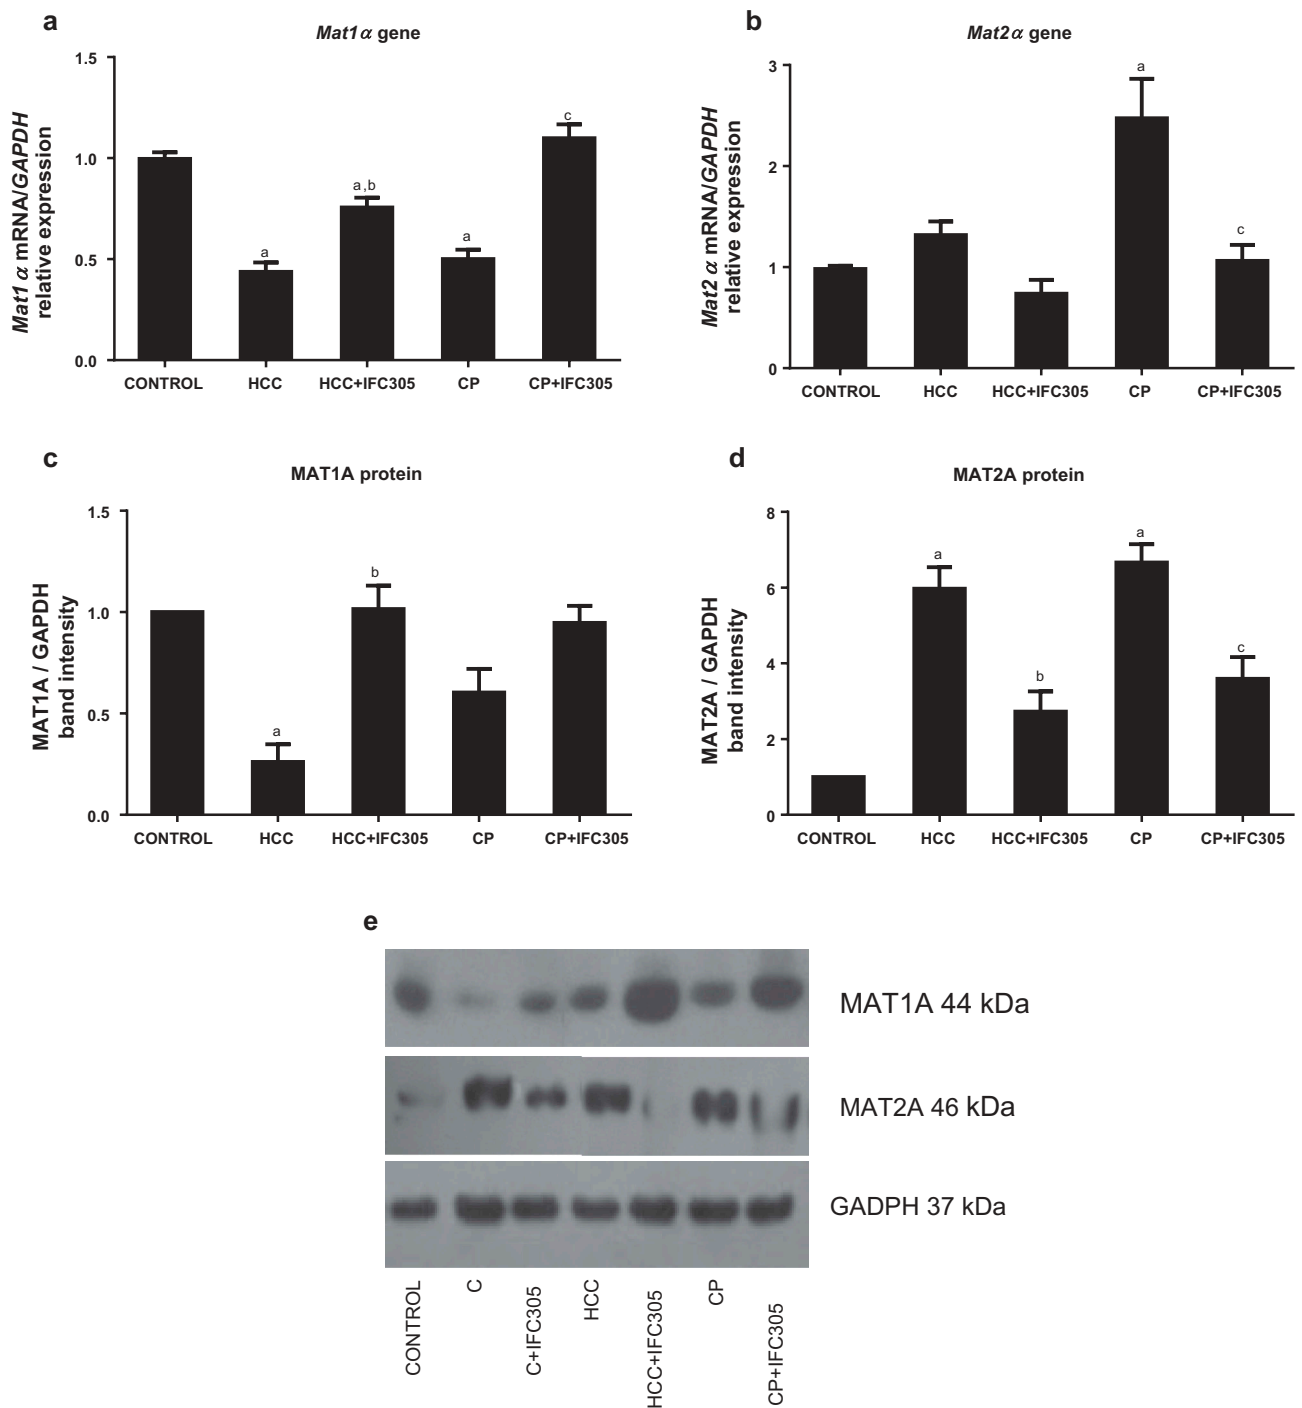 a
Mat1 α gene
Mat1 α mRNA/GAPDH
relative expression
1.5
1.0
0.5
0.0
a
a,b
a
c
CONTROL HCC HCC+IFC305 CP CP+IFC305
b
Mat2 α gene
Mat2 α mRNA/GAPDH
relative expression
3
2
1
0
a
c
CONTROL HCC HCC+IFC305 CP CP+IFC305
c
MAT1A protein
MAT1A / GAPDH
band intensity
1.5
1.0
0.5
0.0
a
b
CONTROL HCC HCC+IFC305 CP CP+IFC305
d
MAT2A protein
MAT2A / GAPDH
band intensity
8
6
4
2
0
a
b
a
c
CONTROL HCC HCC+IFC305 CP CP+IFC305
e
MAT1A 44 kDa
MAT2A 46 kDa
GADPH 37 kDa
CONTROL
C
C+IFC305
HCC
HCC+IFC305
CP
CP+IFC305